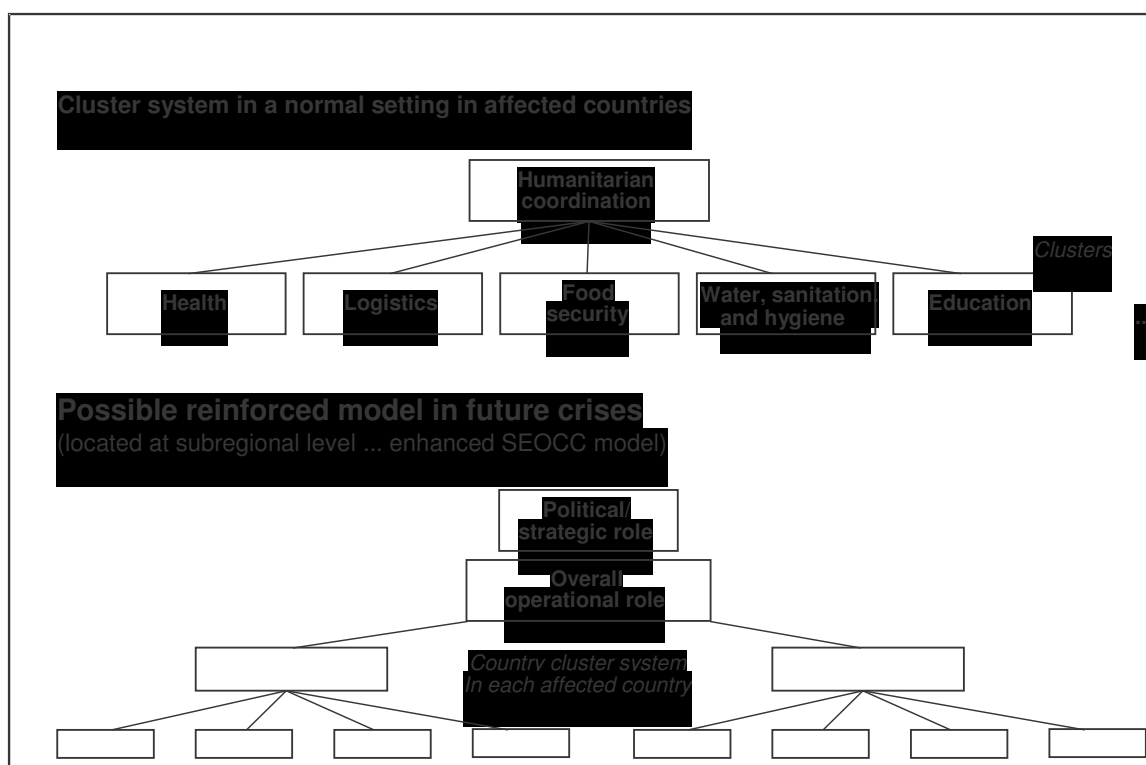 Cluster system in a normal setting in affected countries
Humanitarian
coordination
Clusters
Health
Logistics
Food
security
Water, sanitation,
and hygiene
Education
...
Possible reinforced model in future crises
(located at subregional level ... enhanced SEOCC model)
Political/
strategic role
Overall
operational role
Country cluster system
In each affected country